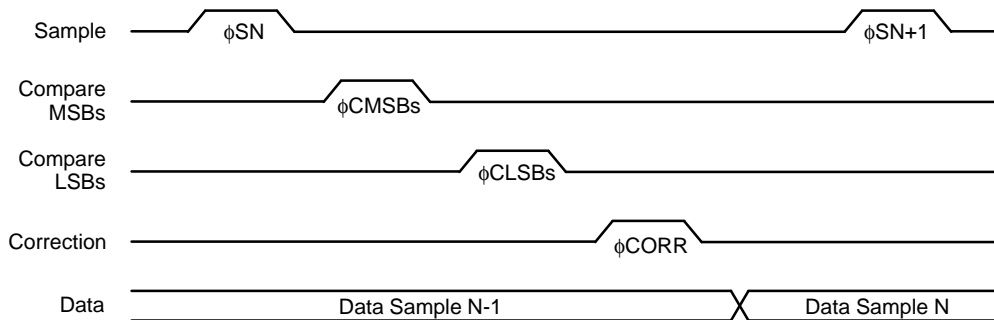 Sample
ϕSN
ϕSN+1
Compare
MSBs
ϕCMSBs
Compare
LSBs
ϕCLSBs
Correction
ϕCORR
Data
Data Sample N-1
Data Sample N